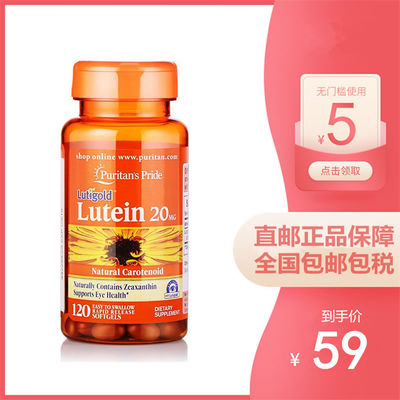 shop online www.puritan.com
Puritan's Pride
Lutigold
Lutein 20 MG
Natural Carotenoid
Naturally Contains Zeaxanthin
Supports Eye Health*
120
EASY TO SWALLOW
RAPID RELEASE
SOFTGELS
DIETARY
SUPPLEMENT
无门槛使用
¥5
点击领取
直邮正品保障
全国包邮包税
到手价
¥59